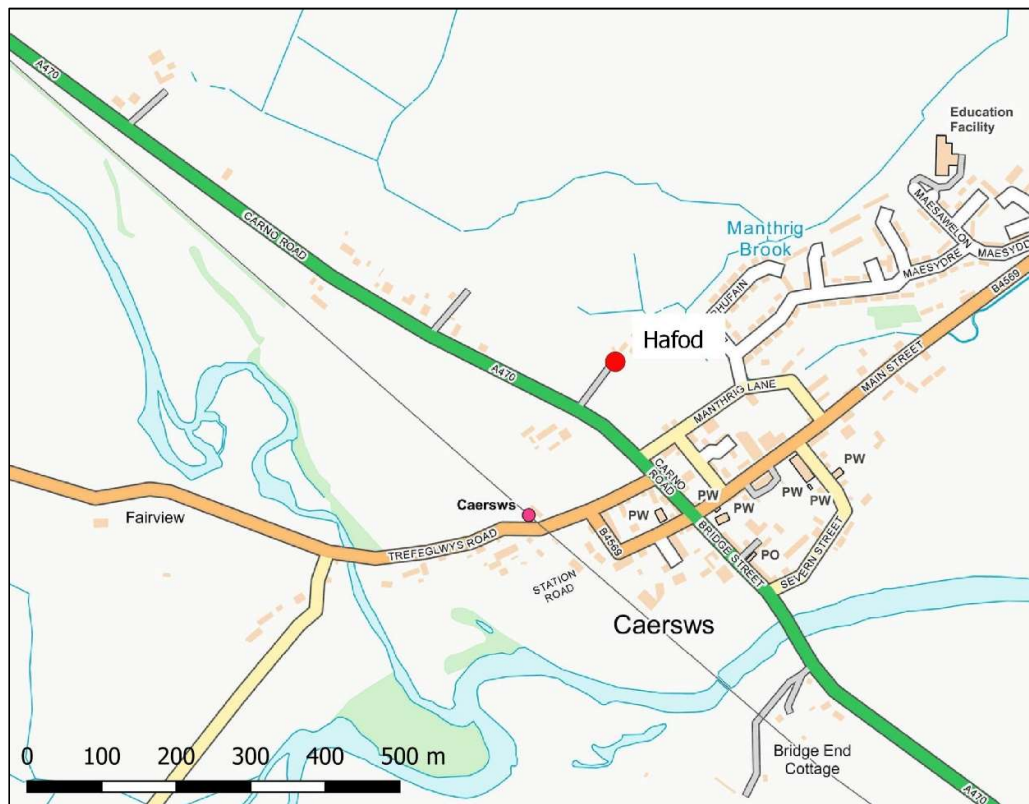 A470
Education
Facility
CARNO ROAD
Manthrig
Brook
MAESAWELON
MAESYDRE
B4569
Hafod
A470
MAIN STREET
MANTHRIG LANE
CARNO
ROAD
PW
PW
PW
PW
PW
Caersws
Fairview
TREFEGLWYS ROAD
B4569
BRIDGE STREET
PO
SEVERN STREET
STATION
ROAD
Caersws
0 100 200 300 400 500 m
Bridge End
Cottage
A470